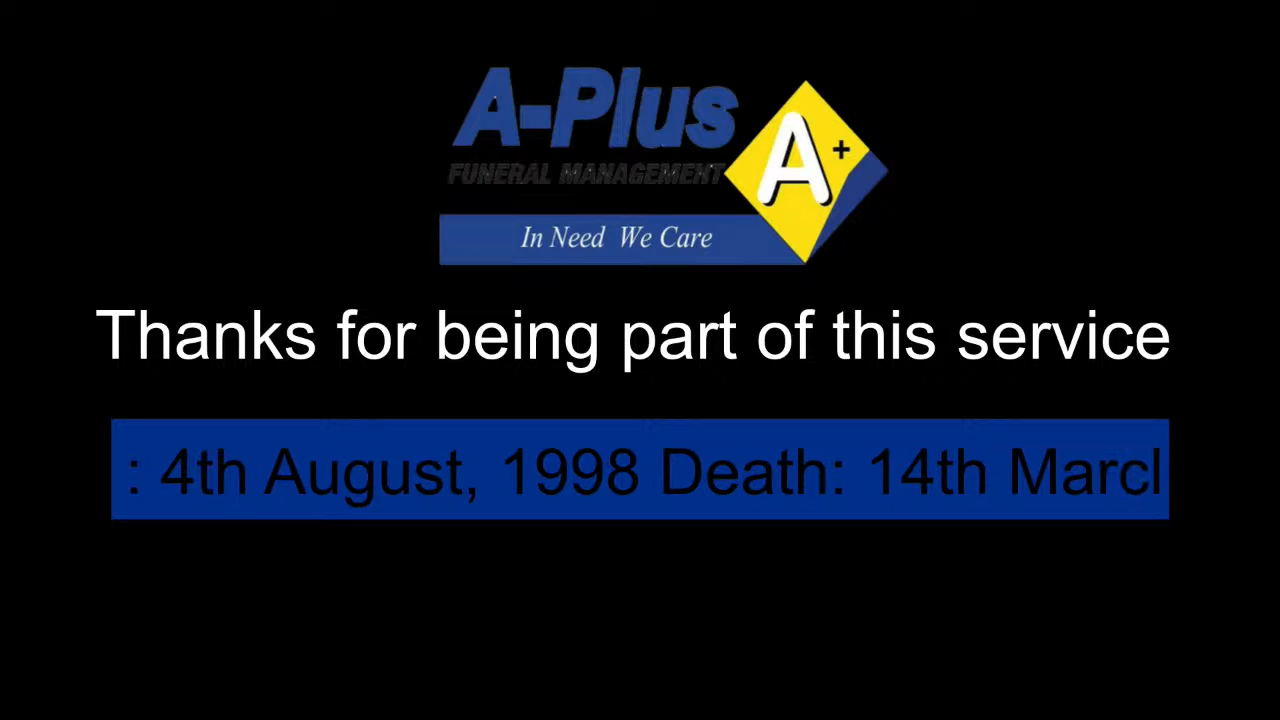 A-Plus
FUNERAL MANAGEMENT
A+
In Need We Care
Thanks for being part of this service
: 4th August, 1998 Death: 14th